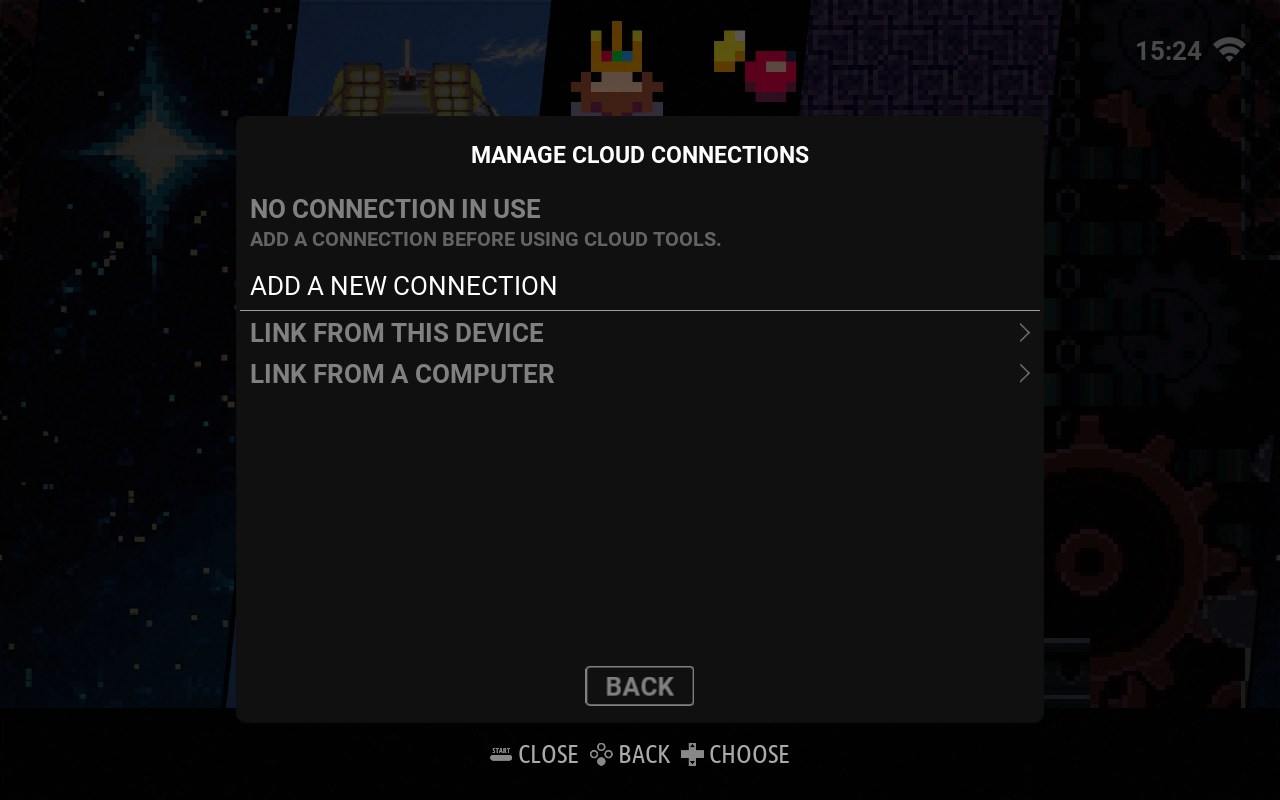 15:24
MANAGE CLOUD CONNECTIONS
NO CONNECTION IN USE
ADD A CONNECTION BEFORE USING CLOUD TOOLS.
ADD A NEW CONNECTION
LINK FROM THIS DEVICE
LINK FROM A COMPUTER
BACK
START CLOSE BACK CHOOSE